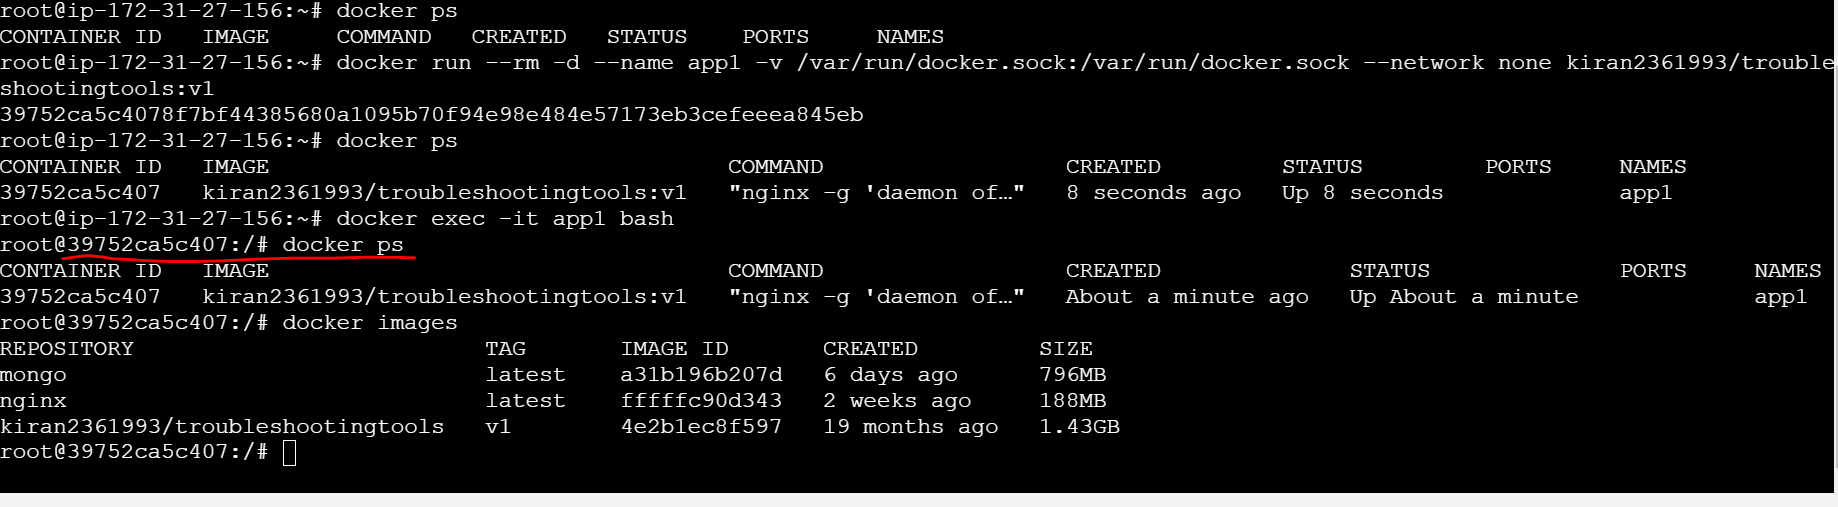 root@ip-172-31-27-156:~# docker ps
CONTAINER ID   IMAGE     COMMAND   CREATED   STATUS    PORTS     NAMES
root@ip-172-31-27-156:~# docker run --rm -d --name app1 -v /var/run/docker.sock:/var/run/docker.sock --network none kiran2361993/trouble
shootingtools:v1
39752ca5c4078f7bf44385680a1095b70f94e98e484e57173eb3cefeeea845eb
root@ip-172-31-27-156:~# docker ps
CONTAINER ID   IMAGE                                  COMMAND                  CREATED         STATUS         PORTS     NAMES
39752ca5c407   kiran2361993/troubleshootingtools:v1   "nginx -g 'daemon of…"   8 seconds ago   Up 8 seconds             app1
root@ip-172-31-27-156:~# docker exec -it app1 bash
root@39752ca5c407:/# docker ps
CONTAINER ID   IMAGE                                  COMMAND                  CREATED              STATUS              PORTS     NAMES
39752ca5c407   kiran2361993/troubleshootingtools:v1   "nginx -g 'daemon of…"   About a minute ago   Up About a minute             app1
root@39752ca5c407:/# docker images
REPOSITORY                          TAG       IMAGE ID       CREATED         SIZE
mongo                               latest    a31b196b207d   6 days ago      796MB
nginx                               latest    fffffc90d343   2 weeks ago     188MB
kiran2361993/troubleshootingtools   v1        4e2b1ec8f597   19 months ago   1.43GB
root@39752ca5c407:/#